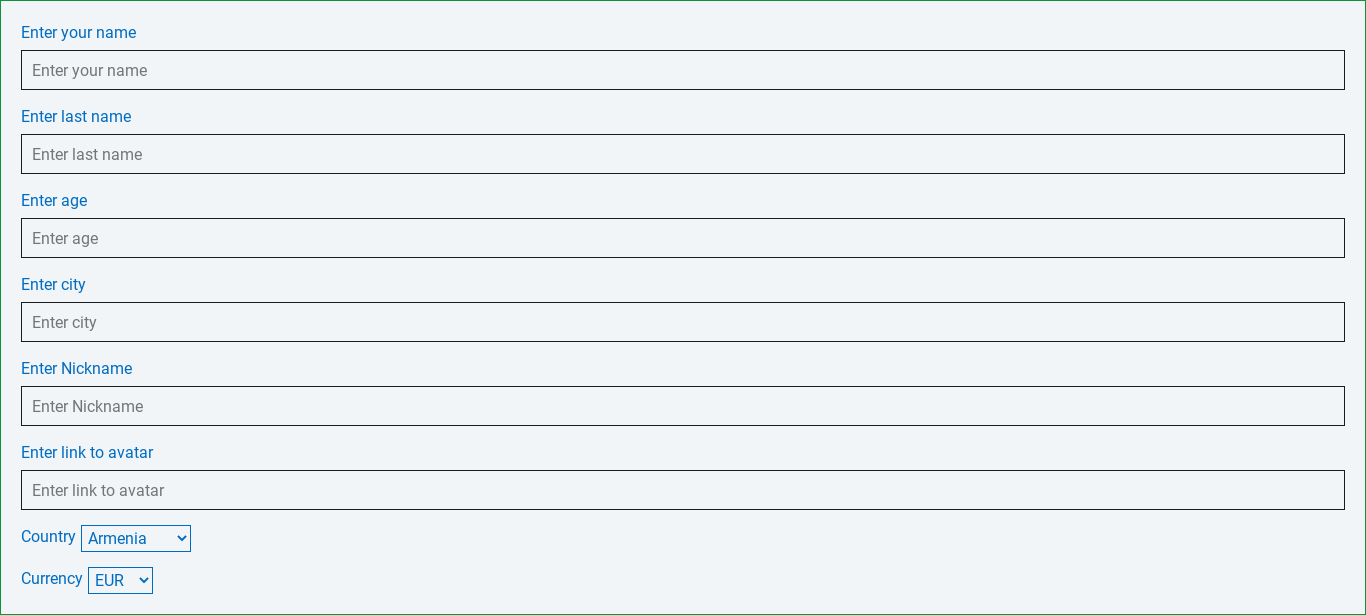 Enter your name
Enter your name
Enter last name
Enter last name
Enter age
Enter age
Enter city
Enter city
Enter Nickname
Enter Nickname
Enter link to avatar
Enter link to avatar
Country Armenia
Currency EUR